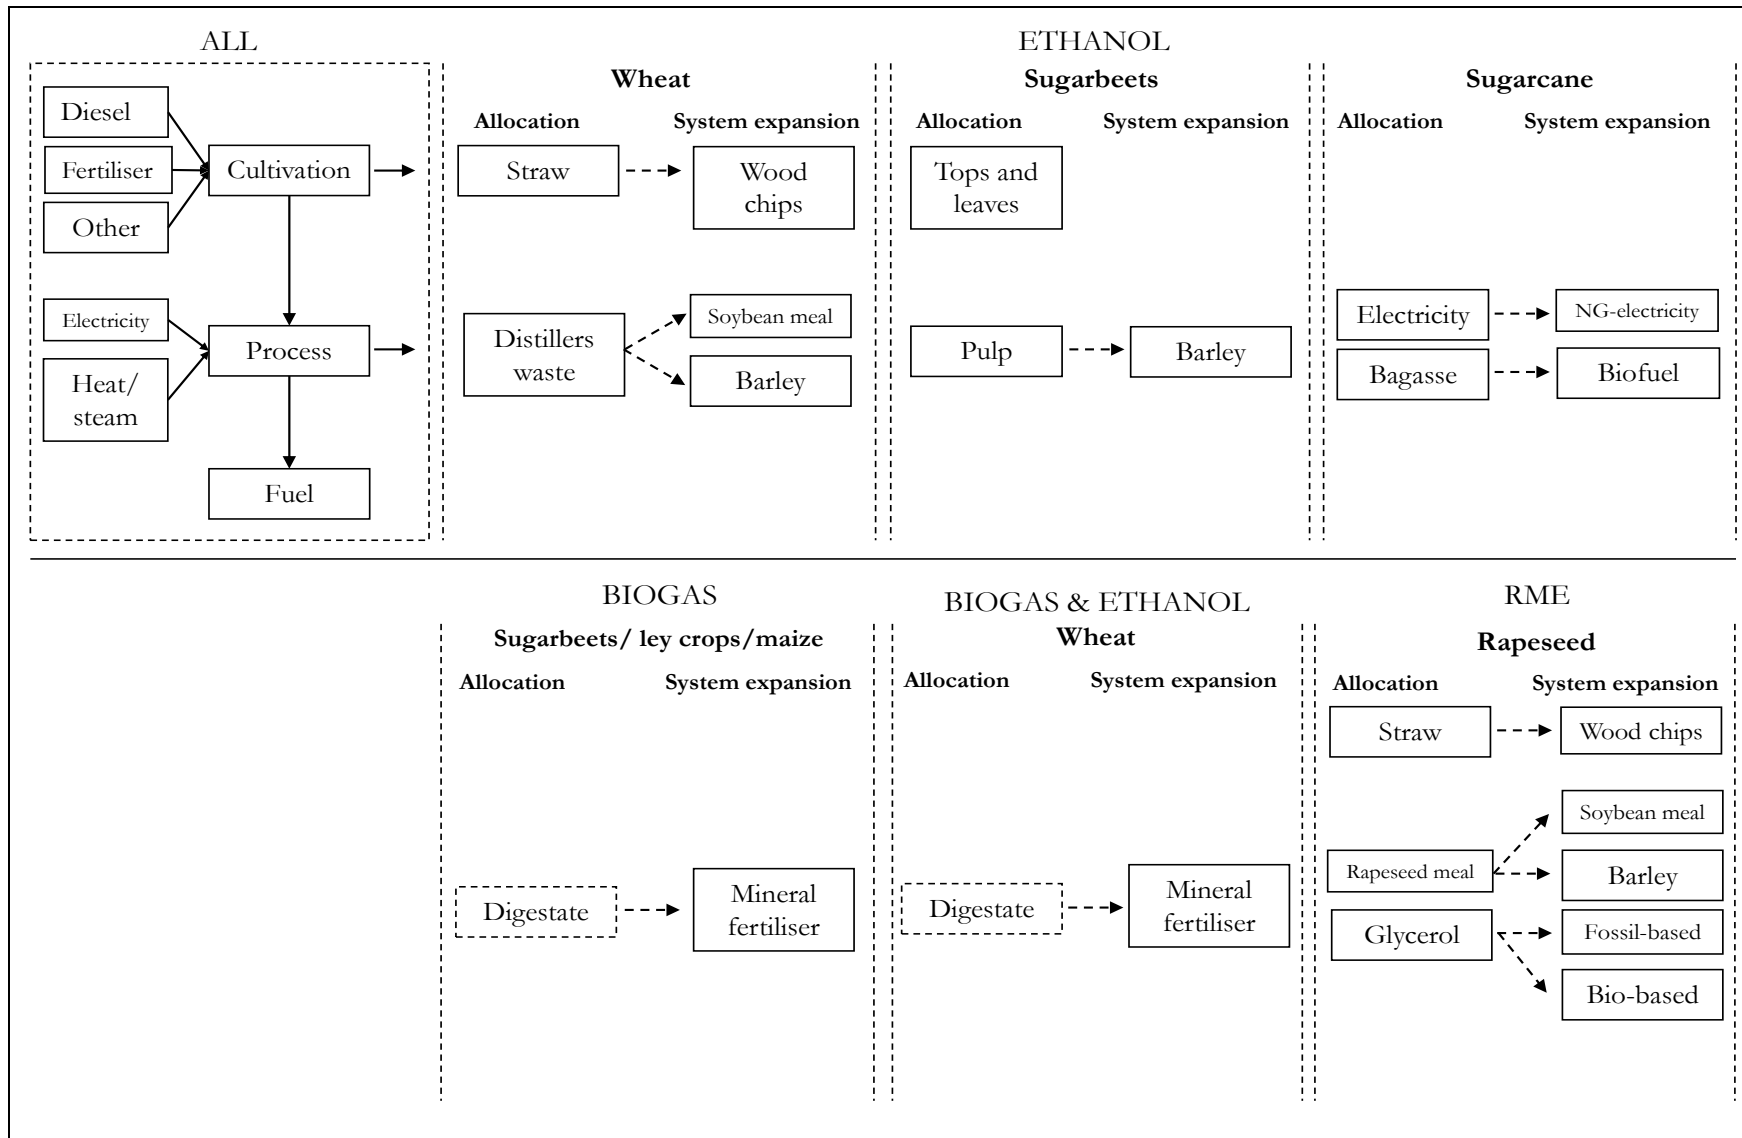 ALL
Diesel
Fertiliser
Other
Cultivation
Electricity
Heat/
steam
Process
Fuel
ETHANOL
Wheat
Allocation
System expansion
Straw
Wood
chips
Distillers
waste
Soybean meal
Barley
Sugarbeets
Allocation
System expansion
Tops and
leaves
Pulp
Barley
Sugarcane
Allocation
System expansion
Electricity
NG-electricity
Bagasse
Biofuel
BIOGAS
Sugarbeets/ ley crops/maize
Allocation
System expansion
Digestate
Mineral
fertiliser
BIOGAS & ETHANOL
Wheat
Allocation
System expansion
Digestate
Mineral
fertiliser
RME
Rapeseed
Allocation
System expansion
Straw
Wood chips
Rapeseed meal
Soybean meal
Barley
Glycerol
Fossil-based
Bio-based